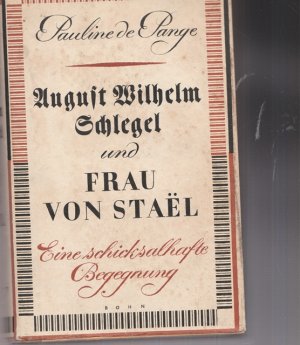 Pauline de Pange
August Wilhelm
Schlegel
und
FRAU
VON STAËL
Eine schicksalhafte
Begegnung
BOHN